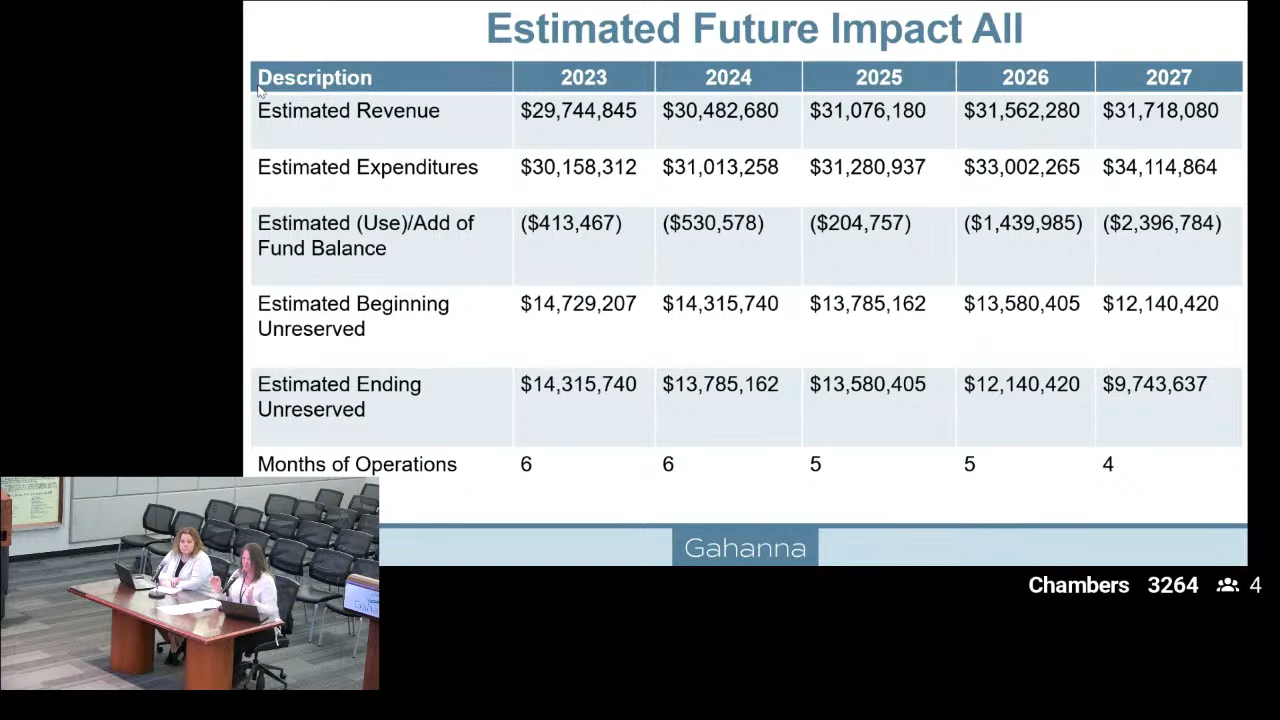 Estimated Future Impact All
Description 2023 2024 2025 2026 2027
Estimated Revenue $29,744,845 $30,482,680 $31,076,180 $31,562,280 $31,718,080
Estimated Expenditures $30,158,312 $31,013,258 $31,280,937 $33,002,265 $34,114,864
Estimated (Use)/Add of ($413,467) ($530,578) ($204,757) ($1,439,985) ($2,396,784)
Fund Balance
Estimated Beginning $14,729,207 $14,315,740 $13,785,162 $13,580,405 $12,140,420
Unreserved
Estimated Ending $14,315,740 $13,785,162 $13,580,405 $12,140,420 $9,743,637
Unreserved
Months of Operations 6 6 5 5 4
Gahanna
Chambers 3264 4